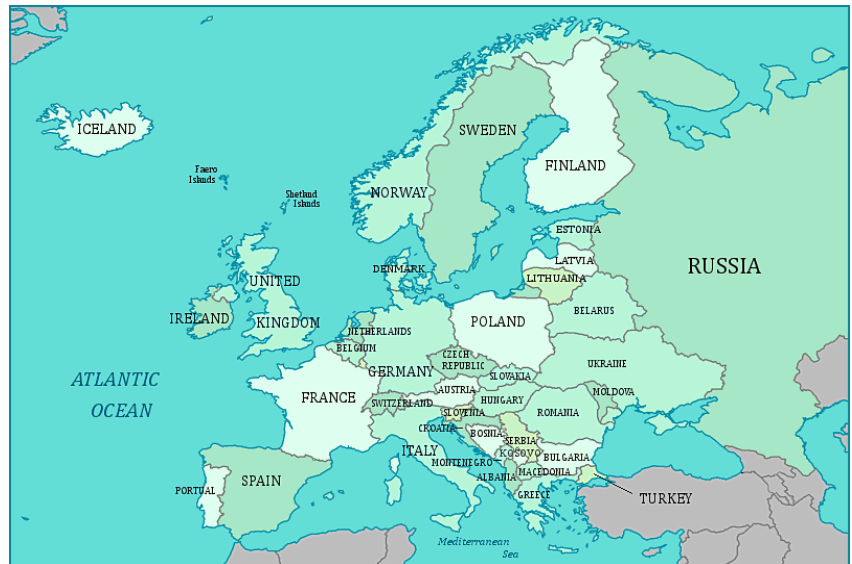 ICELAND
SWEDEN
FINLAND
Faero
Islands
Shetlnd
Islands
NORWAY
ESTONIA
LATVIA
RUSSIA
DENMARK
LITHUANIA
UNITED
KINGDOM
BELARUS
IRELAND
POLAND
NETHERLANDS
BELGIUM
CZECH
REPUBLIC
UKRAINE
ATLANTIC
OCEAN
GERMANY
SLOVAKIA
AUSTRIA
MOLDOVA
FRANCE
SWITZERLAND
HUNGARY
SLOVENIA
ROMANIA
CROATIA
BOSNIA
SERBIA
ITALY
KOSOVO
BULGARIA
MONTENEGRO
MACEDONIA
SPAIN
ALBANIA
PORTUAL
GREECE
TURKEY
Mediterranean
Sea